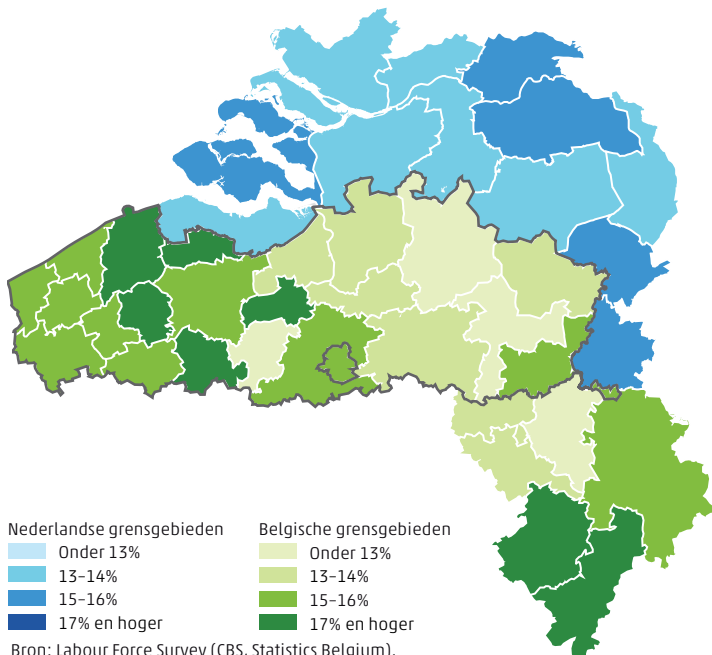 Nederlandse grensgebieden
Onder 13%
13–14%
15–16%
17% en hoger
Belgische grensgebieden
Onder 13%
13–14%
15–16%
17% en hoger
Bron: Labour Force Survey (CBS, Statistics Belgium).